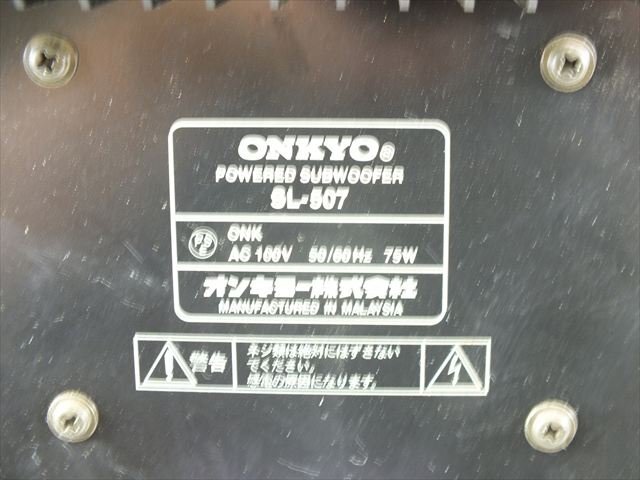 ONKYO®
POWERED SUBWOOFER
SL-507
PS
E
ONK
AC 100V 50/60Hz 75W
オンキヨー株式会社
MANUFACTURED IN MALAYSIA
警告
ネジ類は絶対にはずさない
でください。
感電の原因になります。